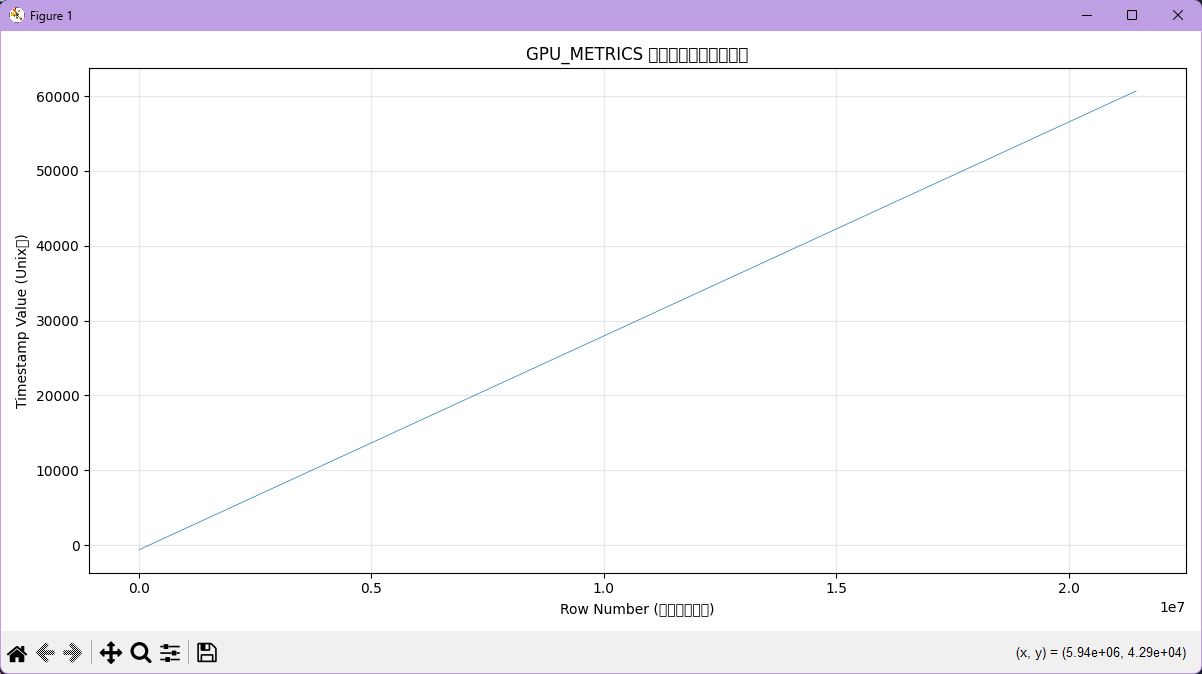 Figure 1
GPU_METRICS
60000
50000
40000
30000
20000
10000
0
Timestamp Value (Unix
0.0
0.5
1.0
1.5
2.0
1e7
Row Number (
(x, y) = (5.94e+06, 4.29e+04)